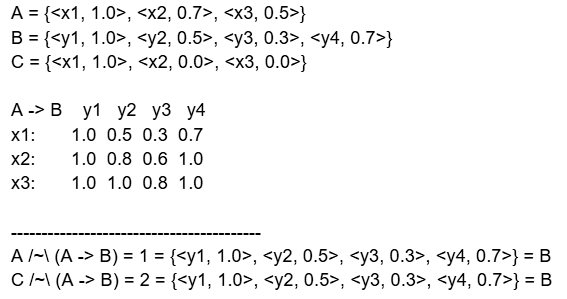 A = {<x1, 1.0>, <x2, 0.7>, <x3, 0.5>}
B = {<y1, 1.0>, <y2, 0.5>, <y3, 0.3>, <y4, 0.7>}
C = {<x1, 1.0>, <x2, 0.0>, <x3, 0.0>}
A -> B y1 y2 y3 y4
x1: 1.0 0.5 0.3 0.7
x2: 1.0 0.8 0.6 1.0
x3: 1.0 1.0 0.8 1.0
-----------------------------------------
A /~\ (A -> B) = 1 = {<y1, 1.0>, <y2, 0.5>, <y3, 0.3>, <y4, 0.7>} = B
C /~\ (A -> B) = 2 = {<y1, 1.0>, <y2, 0.5>, <y3, 0.3>, <y4, 0.7>} = B